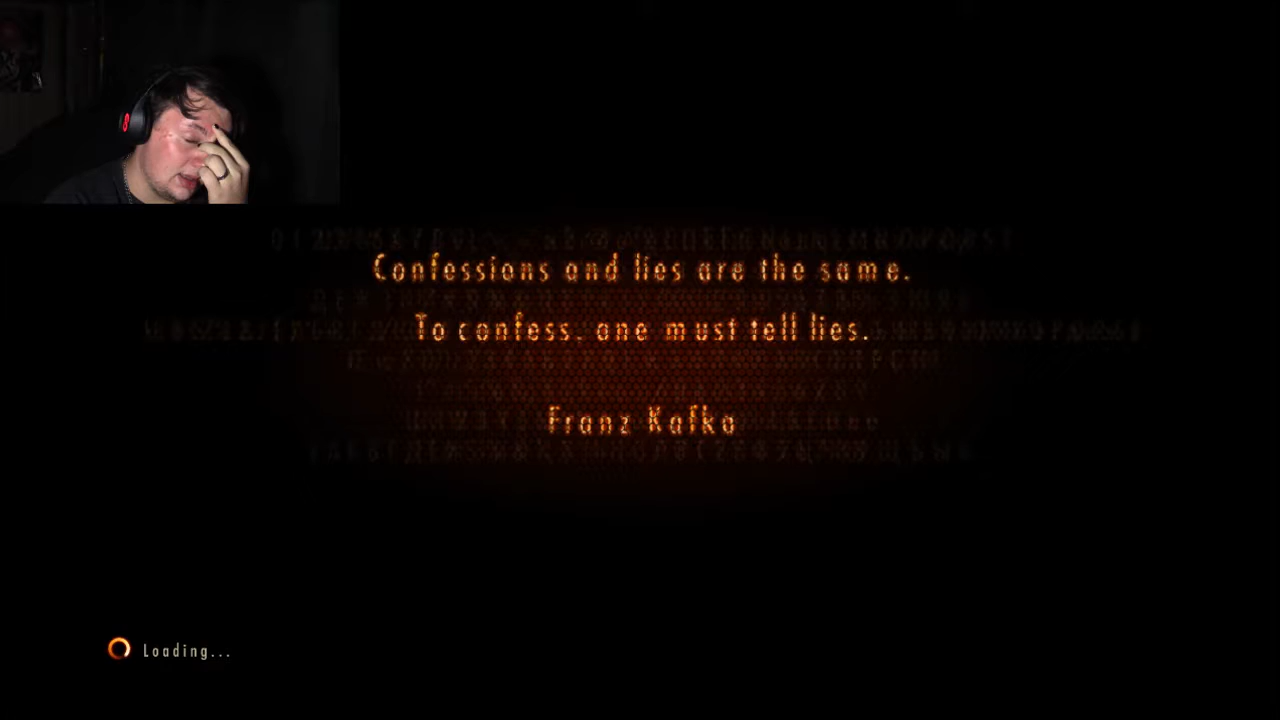 Confessions and lies are the same.
To confess, one must tell lies.
Franz Kafka
Loading...